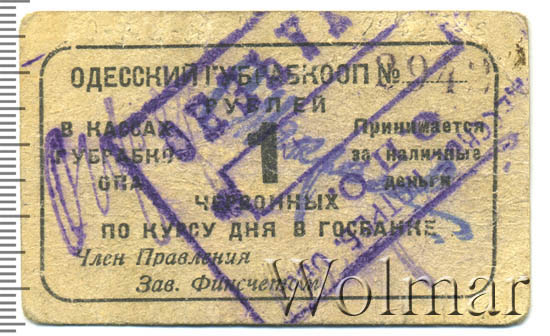 ОДЕССКИЙ ГУБРАБКООП №
РУБЛЕЙ
В КАССАХ
ГУБРАБКО-
ОПА
1
Принимается
за наличные
деньги
ЧЕРВОННЫХ
ПО КУРСУ ДНЯ В ГОСБАНКЕ
Член Правления
Зав. Финсчетом
Wolmar